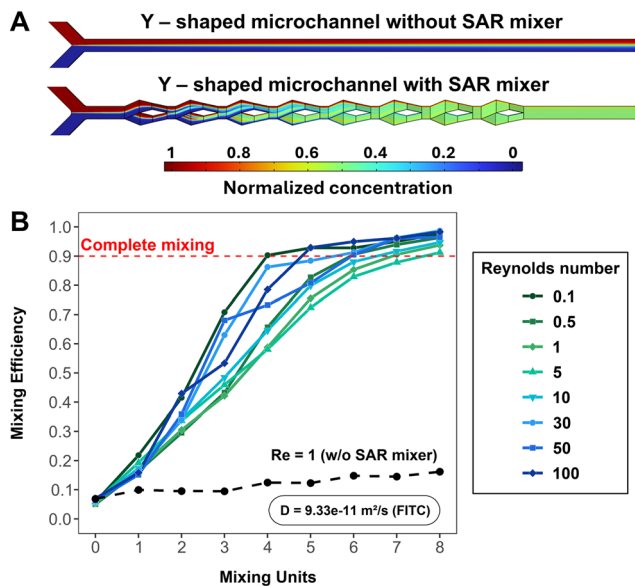 A
Y – shaped microchannel without SAR mixer
Y – shaped microchannel with SAR mixer
1 0.8 0.6 0.4 0.2 0
Normalized concentration
B
1.0
0.9
0.8
0.7
0.6
0.5
0.4
0.3
0.2
0.1
0.0
Mixing Efficiency
Complete mixing
Re = 1 (w/o SAR mixer)
D = 9.33e-11 m²/s (FITC)
0 1 2 3 4 5 6 7 8
Mixing Units
Reynolds number
0.1
0.5
1
5
10
30
50
100